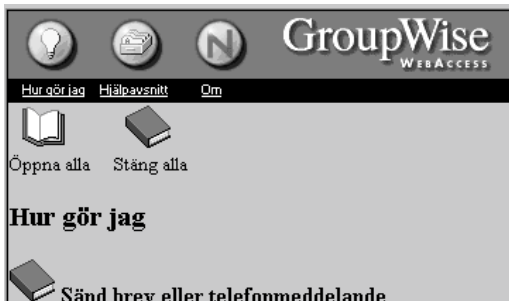 GroupWise
WEBACCESS
Hur gör jag Hjälpavsnitt Om
Öppna alla Stäng alla
Hur gör jag
Sänd brev eller telefonmeddelande